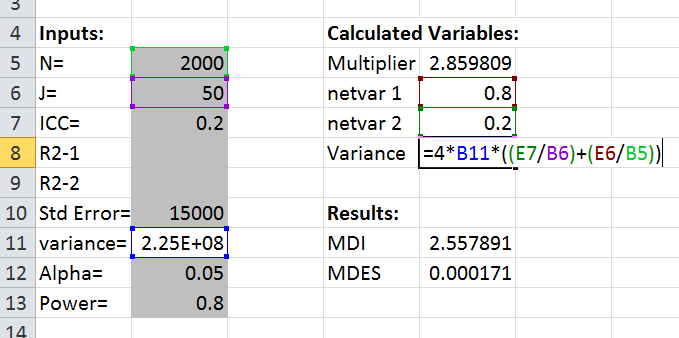 3
4 Inputs: Calculated Variables:
5 N= 2000 Multiplier 2.859809
6 J= 50 netvar 1 0.8
7 ICC= 0.2 netvar 2 0.2
8 R2-1 Variance =4*B11*((E7/B6)+(E6/B5))
9 R2-2
10 Std Error= 15000 Results:
11 variance= 2.25E+08 MDI 2.557891
12 Alpha= 0.05 MDES 0.000171
13 Power= 0.8
14